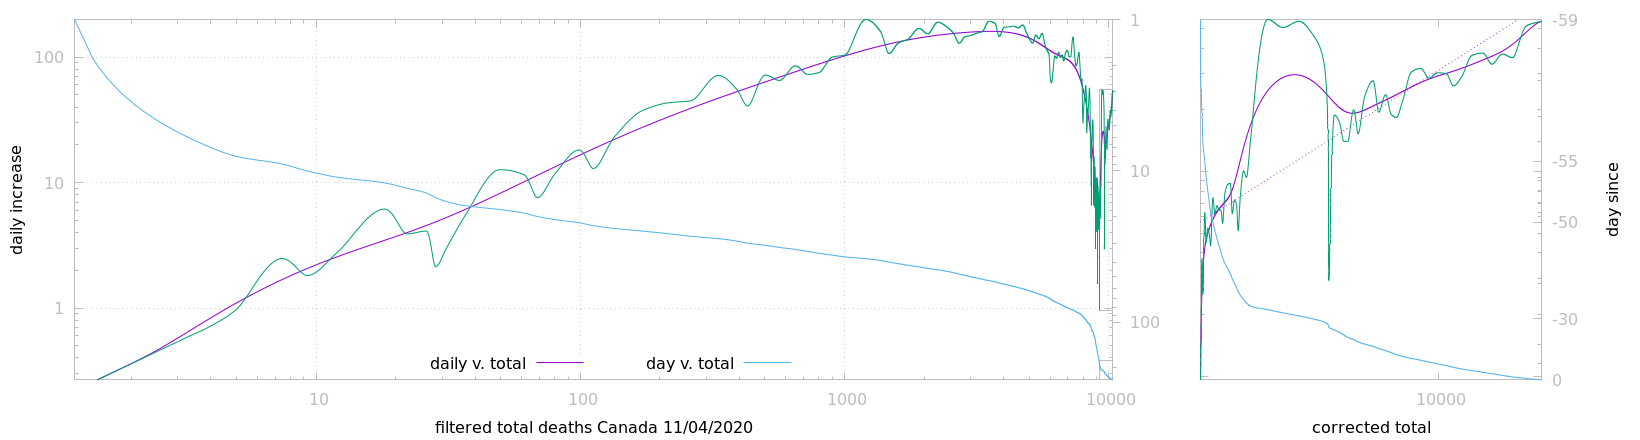 100
10
1
daily increase
10
100
1000
10000
filtered total deaths Canada 11/04/2020
daily v. total
day v. total
1
10
100
10000
corrected total
-59
-55
-50
-30
0
day since